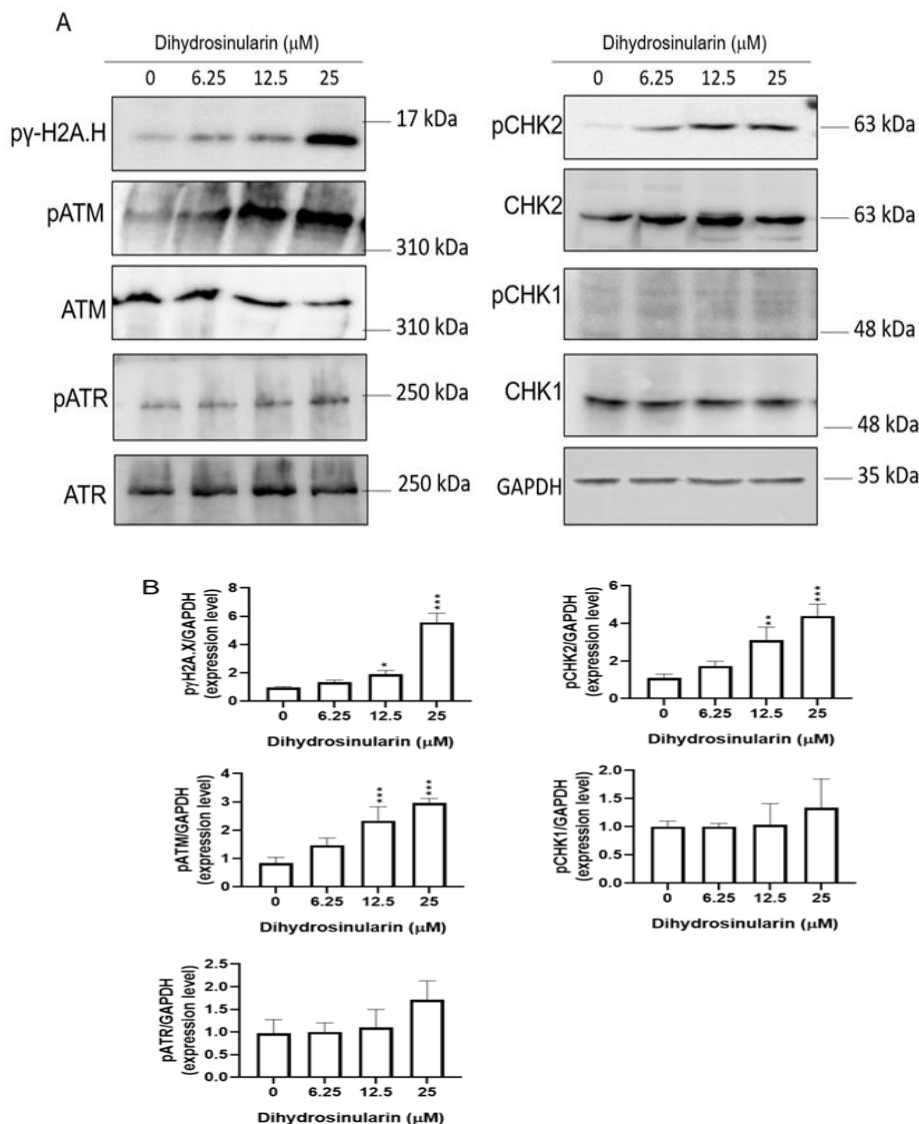 A
Dihydrosinularin (μM)
0 6.25 12.5 25
pγ-H2A.H
17 kDa
pATM
310 kDa
ATM
310 kDa
pATR
250 kDa
ATR
250 kDa
Dihydrosinularin (μM)
0 6.25 12.5 25
pCHK2
63 kDa
CHK2
63 kDa
pCHK1
48 kDa
CHK1
48 kDa
GAPDH
35 kDa
B
pγH2A.X/GAPDH
(expression level)
8
6
4
2
0
*
***
0 6.25 12.5 25
Dihydrosinularin (μM)
pCHK2/GAPDH
(expression level)
6
4
2
0
**
***
0 6.25 12.5 25
Dihydrosinularin (μM)
pATM/GAPDH
(expression level)
4
3
2
1
0
***
***
0 6.25 12.5 25
Dihydrosinularin (μM)
pCHK1/GAPDH
(expression level)
2.0
1.5
1.0
0.5
0.0
0 6.25 12.5 25
Dihydrosinularin (μM)
pATR/GAPDH
(expression level)
2.5
2.0
1.5
1.0
0.5
0.0
0 6.25 12.5 25
Dihydrosinularin (μM)